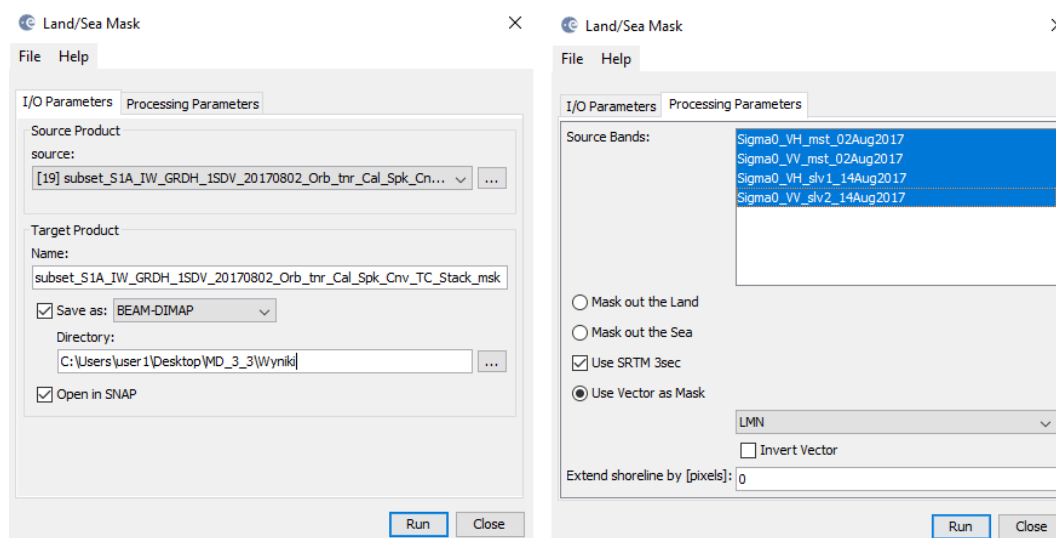 Land/Sea Mask
File Help
I/O Parameters Processing Parameters
Source Product
source:
[19] subset_S1A_IW_GRDH_1SDV_20170802_Orb_tnr_Cal_Spk_Cn... ...
Target Product
Name:
subset_S1A_IW_GRDH_1SDV_20170802_Orb_tnr_Cal_Spk_Cnv_TC_Stack_msk
Save as: BEAM-DIMAP
Directory:
C:\Users\user1\Desktop\MD_3_3\Wyniki
...
Open in SNAP
Run Close
Land/Sea Mask
File Help
I/O Parameters Processing Parameters
Source Bands:
Sigma0_VH_mst_02Aug2017
Sigma0_VV_mst_02Aug2017
Sigma0_VH_slv1_14Aug2017
Sigma0_VV_slv2_14Aug2017
Mask out the Land
Mask out the Sea
Use SRTM 3sec
Use Vector as Mask
LMN
Invert Vector
Extend shoreline by [pixels]: 0
Run Close